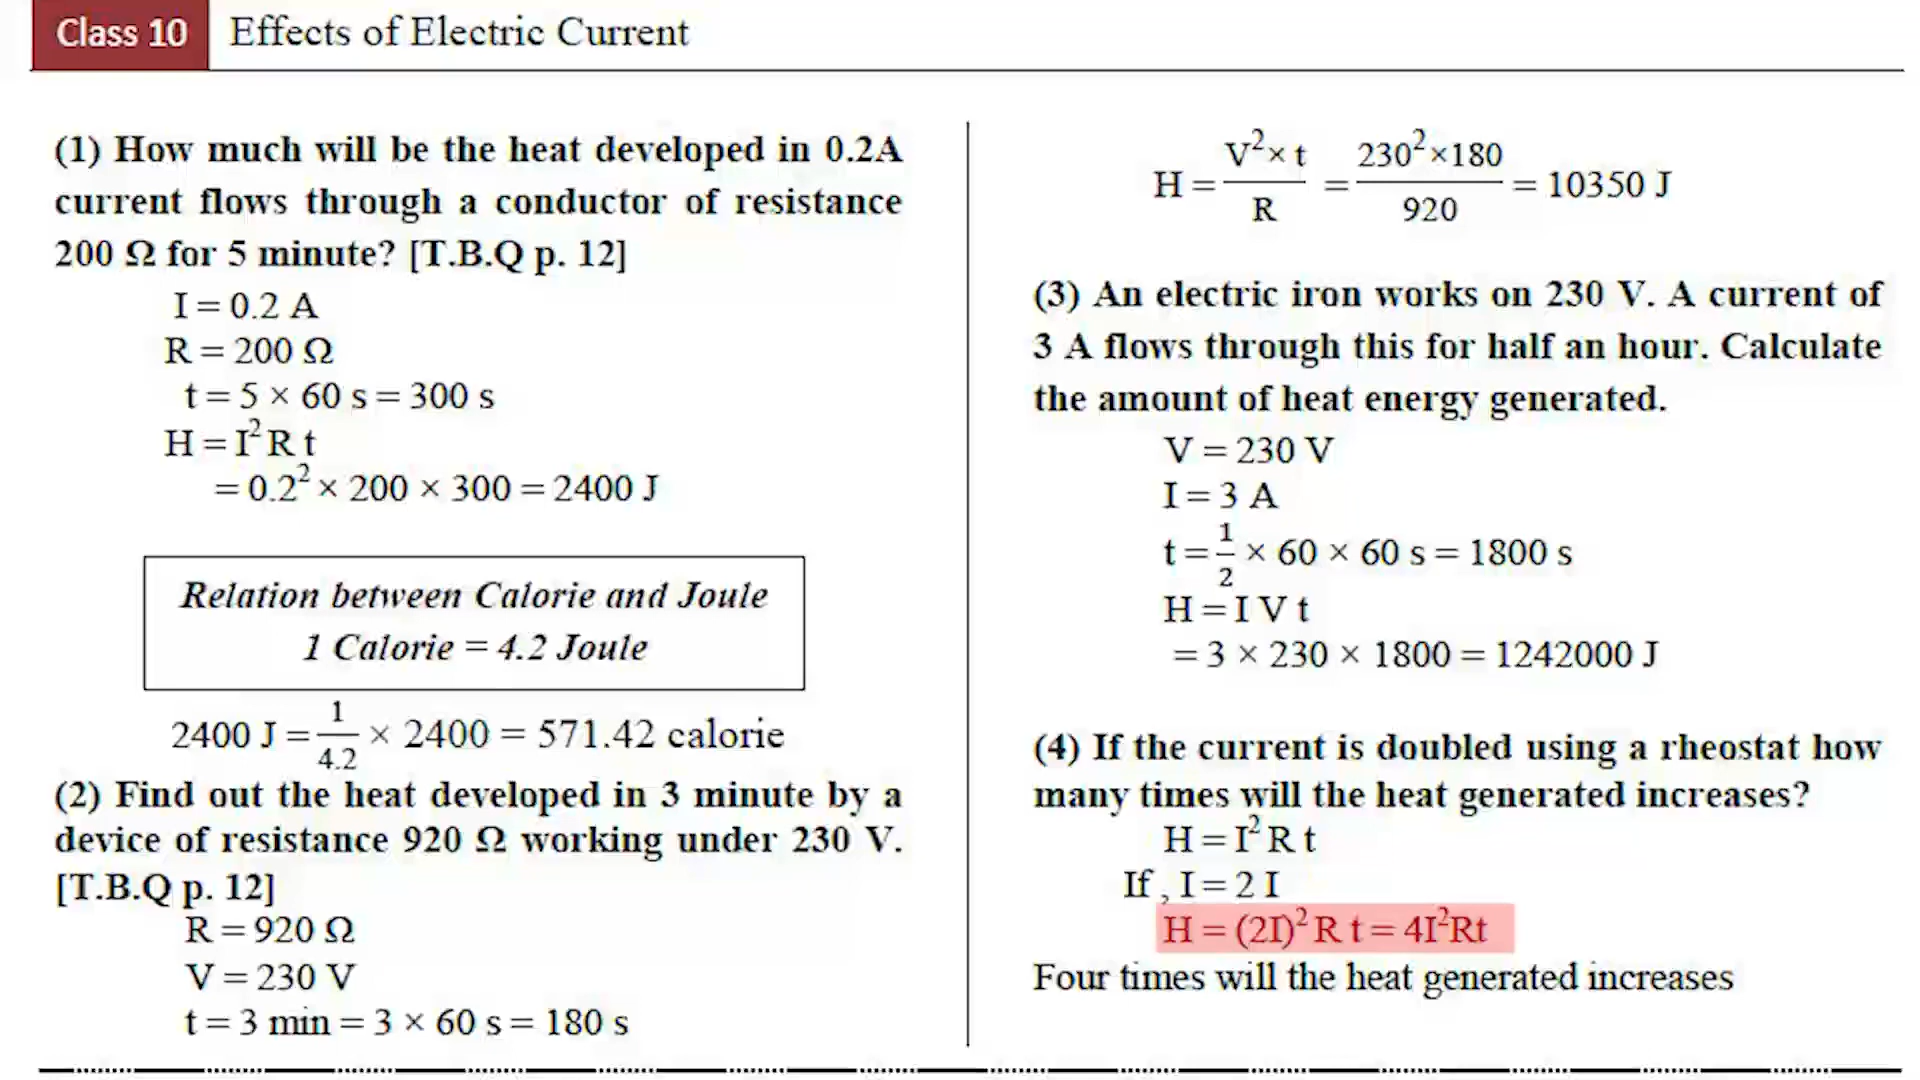 Class 10 Effects of Electric Current
(1) How much will be the heat developed in 0.2A
current flows through a conductor of resistance
200 Ω for 5 minute? [T.B.Q p. 12]
I = 0.2 A
R = 200 Ω
t = 5 × 60 s = 300 s
H = I² R t
= 0.2² × 200 × 300 = 2400 J
Relation between Calorie and Joule
1 Calorie = 4.2 Joule
2400 J = 1/4.2 × 2400 = 571.42 calorie
(2) Find out the heat developed in 3 minute by a
device of resistance 920 Ω working under 230 V.
[T.B.Q p. 12]
R = 920 Ω
V = 230 V
t = 3 min = 3 × 60 s = 180 s
H = V² × t / R = 230² × 180 / 920 = 10350 J
(3) An electric iron works on 230 V. A current of
3 A flows through this for half an hour. Calculate
the amount of heat energy generated.
V = 230 V
I = 3 A
t = 1/2 × 60 × 60 s = 1800 s
H = I V t
= 3 × 230 × 1800 = 1242000 J
(4) If the current is doubled using a rheostat how
many times will the heat generated increases?
H = I² R t
If , I = 2 I
H = (2I)² R t = 4I²Rt
Four times will the heat generated increases